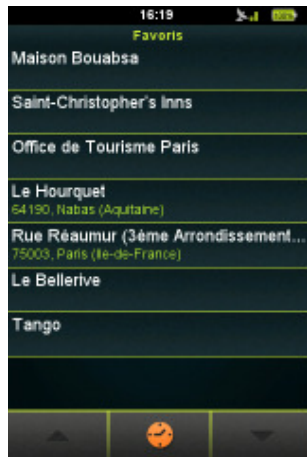 16:19
Favoris
Maison Bouabsa
Saint-Christopher's Inns
Office de Tourisme Paris
Le Hourquet
64190, Nabas (Aquitaine)
Rue Réaumur (3ème Arrondissement...
75003, Paris (Ile-de-France)
Le Bellerive
Tango